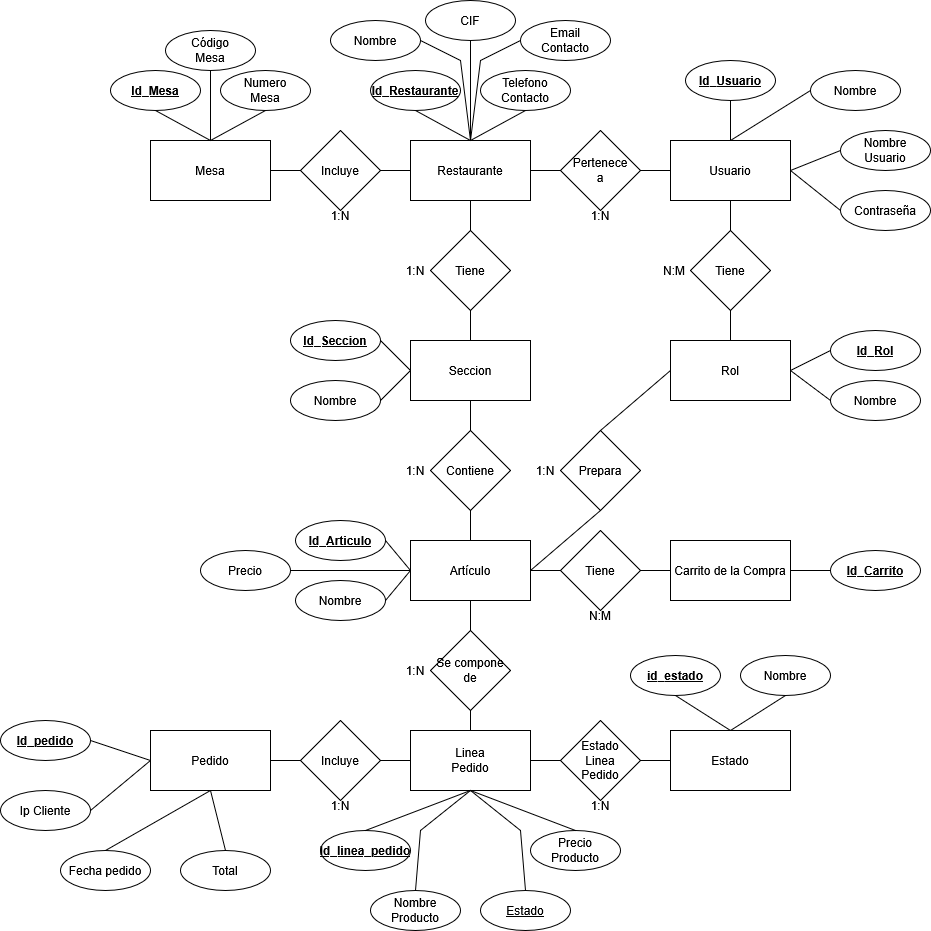 CIF
Nombre
Email
Contacto
Código
Mesa
Id_Mesa
Numero
Mesa
Id_Restaurante
Telefono
Contacto
Id_Usuario
Nombre
Nombre
Usuario
Contraseña
Mesa
Incluye
1:N
Restaurante
Pertenece
a
1:N
Usuario
1:N
Tiene
N:M
Tiene
Id_Seccion
Nombre
Seccion
Rol
Id_Rol
Nombre
1:N
Contiene
1:N
Prepara
Id_Articulo
Precio
Nombre
Artículo
Tiene
N:M
Carrito de la Compra
Id_Carrito
1:N
Se compone
de
id_estado
Nombre
Id_pedido
Ip Cliente
Pedido
Incluye
1:N
Linea
Pedido
Estado
Linea
Pedido
1:N
Estado
Fecha pedido
Total
Id_linea_pedido
Precio
Producto
Nombre
Producto
Estado